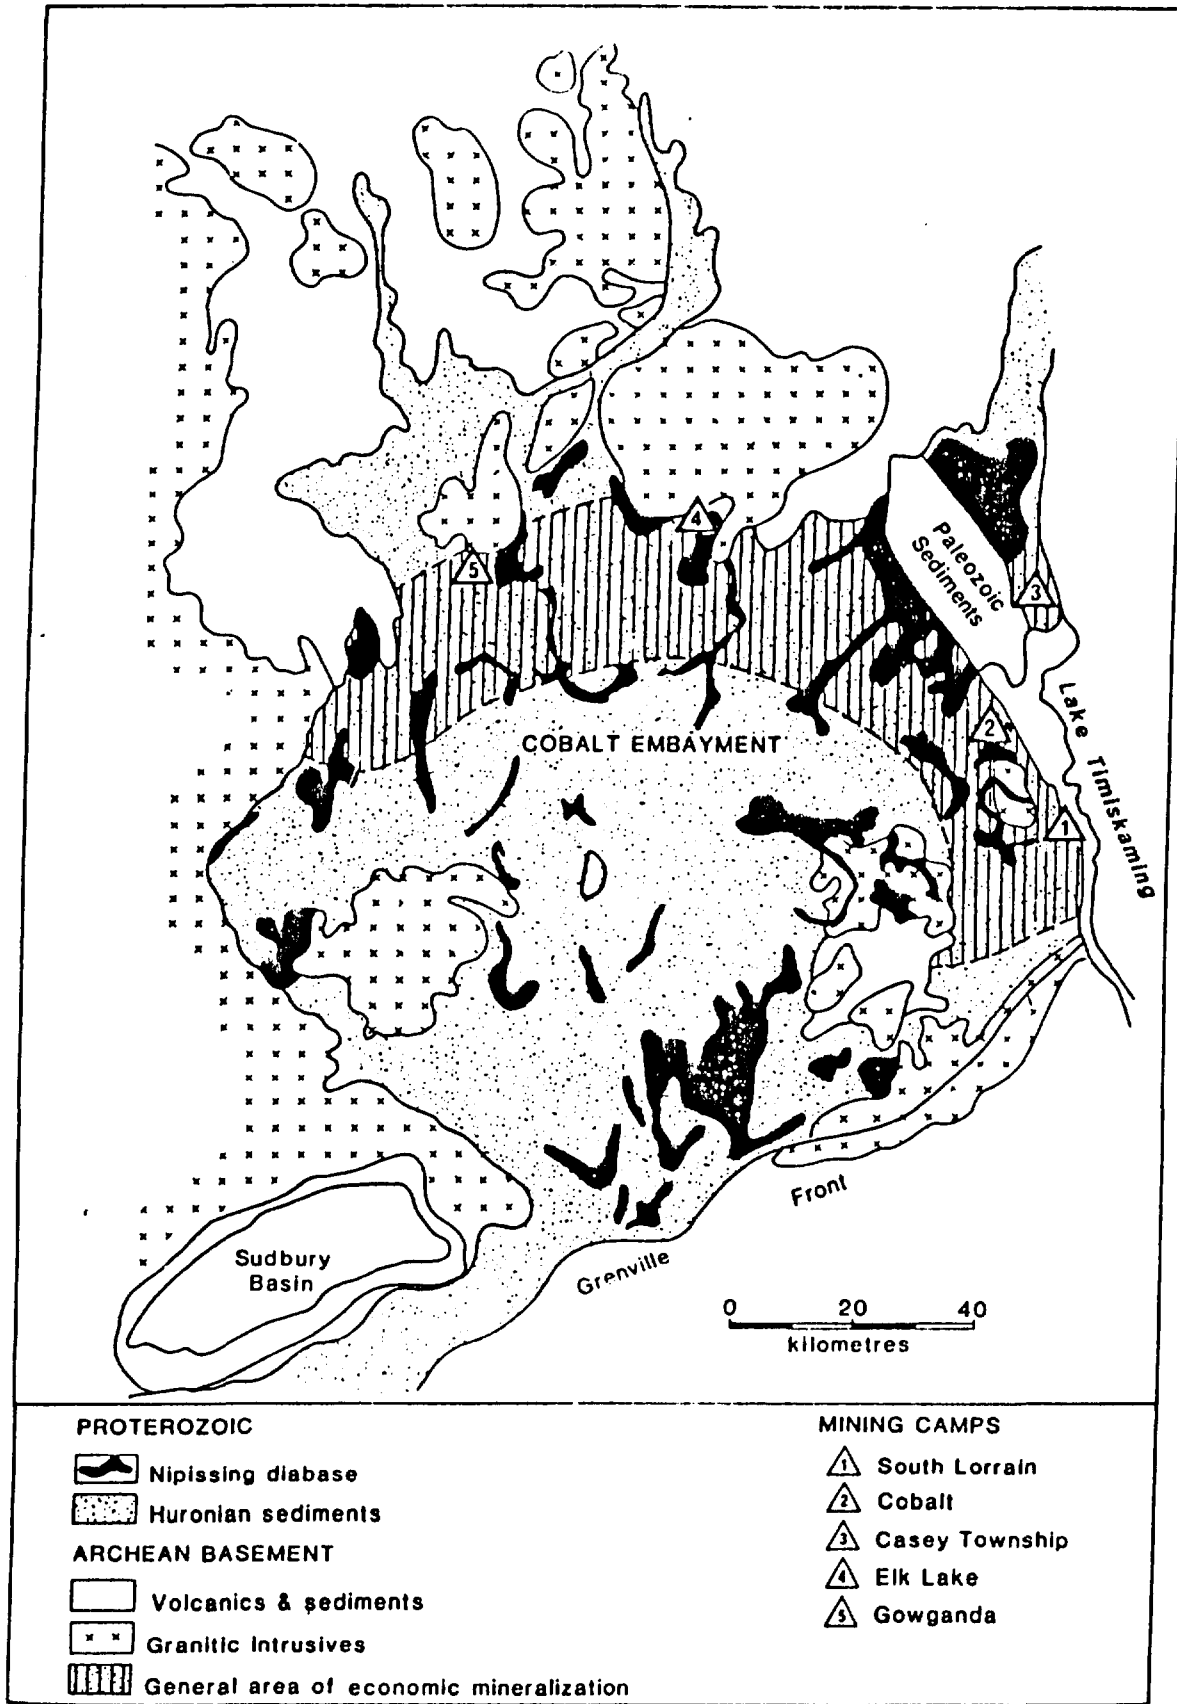 4
5
Paleozoic
Sediments
3
COBALT EMBAYMENT
2
Lake Timiskaming
1
Sudbury
Basin
Grenville
Front
0 20 40
kilometres
PROTEROZOIC
Nipissing diabase
Huronian sediments
ARCHEAN BASEMENT
Volcanics & sediments
Granitic Intrusives
General area of economic mineralization
MINING CAMPS
1 South Lorrain
2 Cobalt
3 Casey Township
4 Elk Lake
5 Gowganda